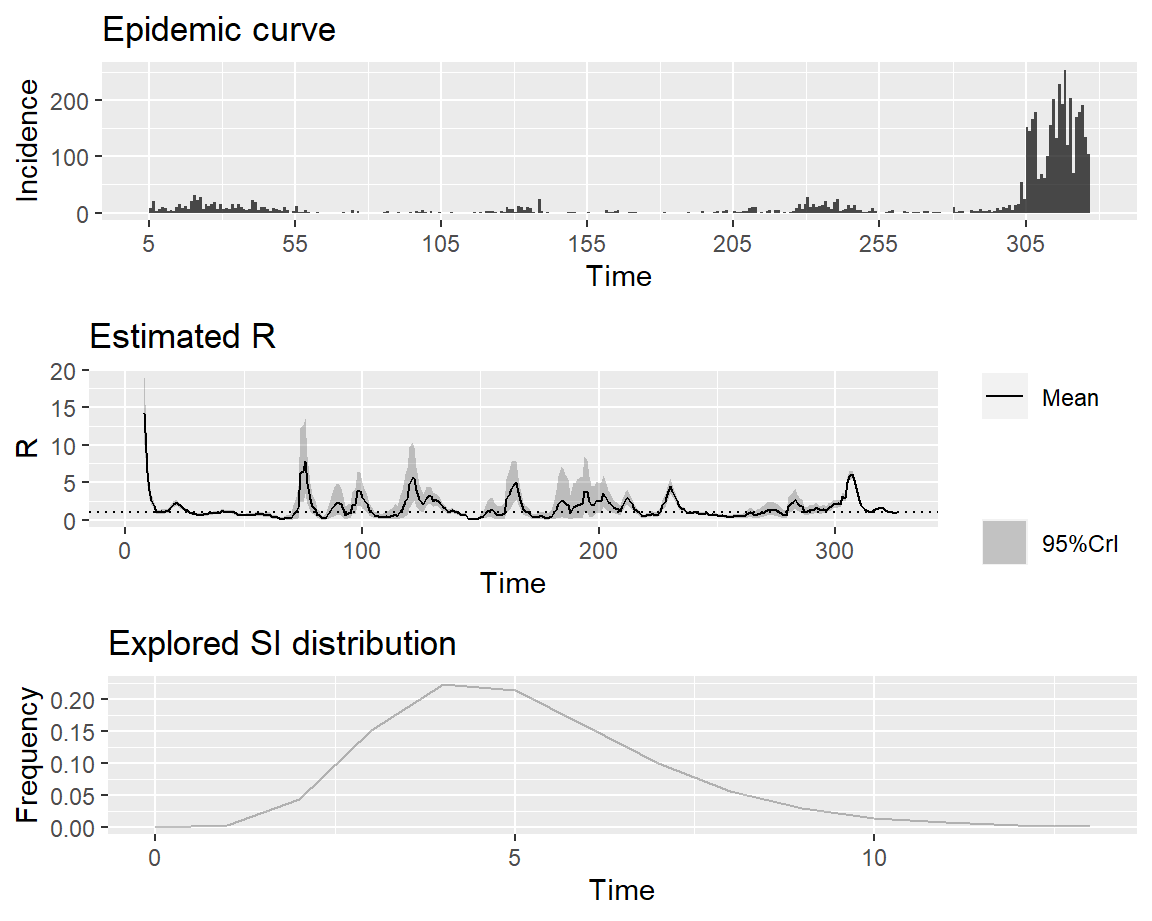 Epidemic curve
Incidence
200
100
0
5 55 105 155 205 255 305
Time
Estimated R
R
20
15
10
5
0
0 100 200 300
Time
Mean
95%CrI
Explored SI distribution
Frequency
0.20
0.15
0.10
0.05
0.00
0 5 10
Time